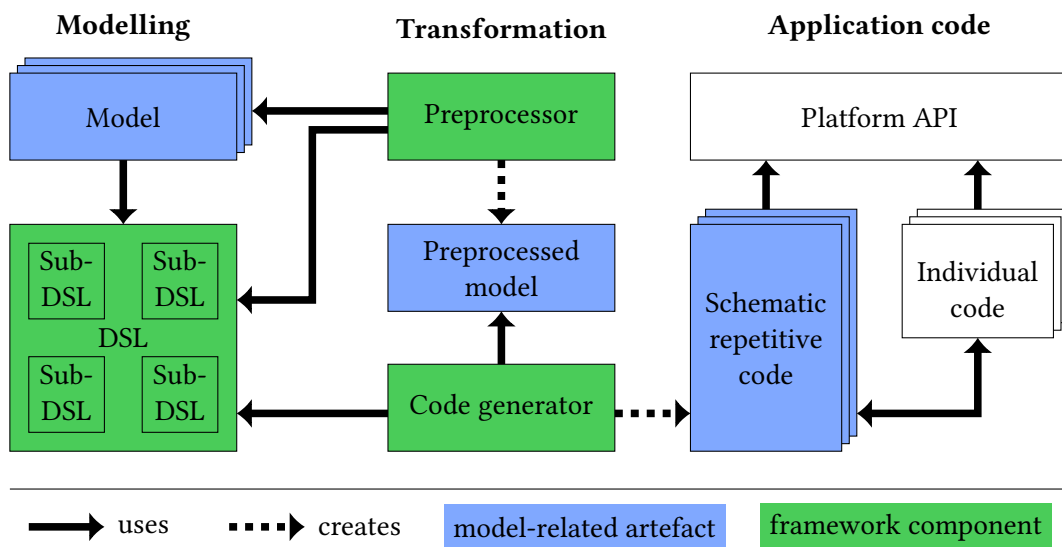 Modelling
Transformation
Application code
Model
Preprocessor
Platform API
Sub-
DSL
Sub-
DSL
DSL
Sub-
DSL
Sub-
DSL
Preprocessed
model
Code generator
Schematic
repetitive
code
Individual
code
uses
creates
model-related artefact
framework component